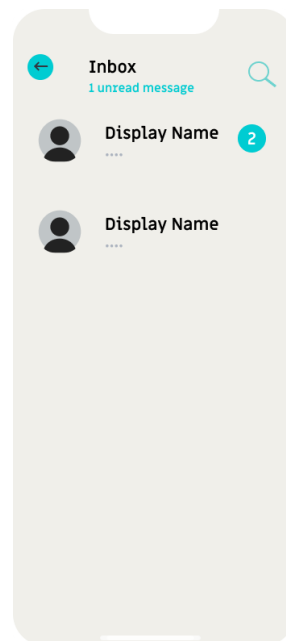 Inbox
1 unread message
Display Name
....
2
Display Name
....